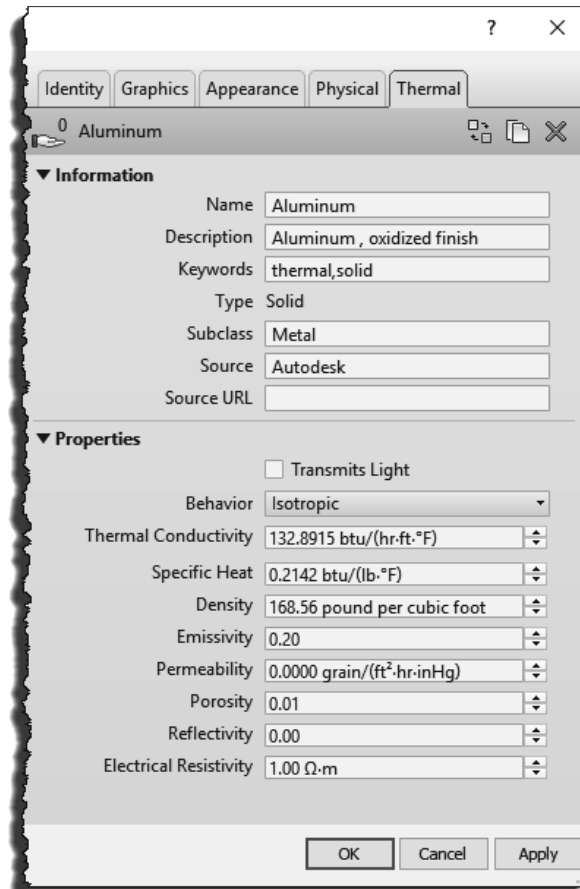 ?
Identity Graphics Appearance Physical Thermal
0 Aluminum
Information
Name Aluminum
Description Aluminum , oxidized finish
Keywords thermal,solid
Type Solid
Subclass Metal
Source Autodesk
Source URL
Properties
Transmits Light
Behavior Isotropic
Thermal Conductivity 132.8915 btu/(hr·ft·°F)
Specific Heat 0.2142 btu/(lb·°F)
Density 168.56 pound per cubic foot
Emissivity 0.20
Permeability 0.0000 grain/(ft²·hr·inHg)
Porosity 0.01
Reflectivity 0.00
Electrical Resistivity 1.00 Ω·m
OK Cancel Apply